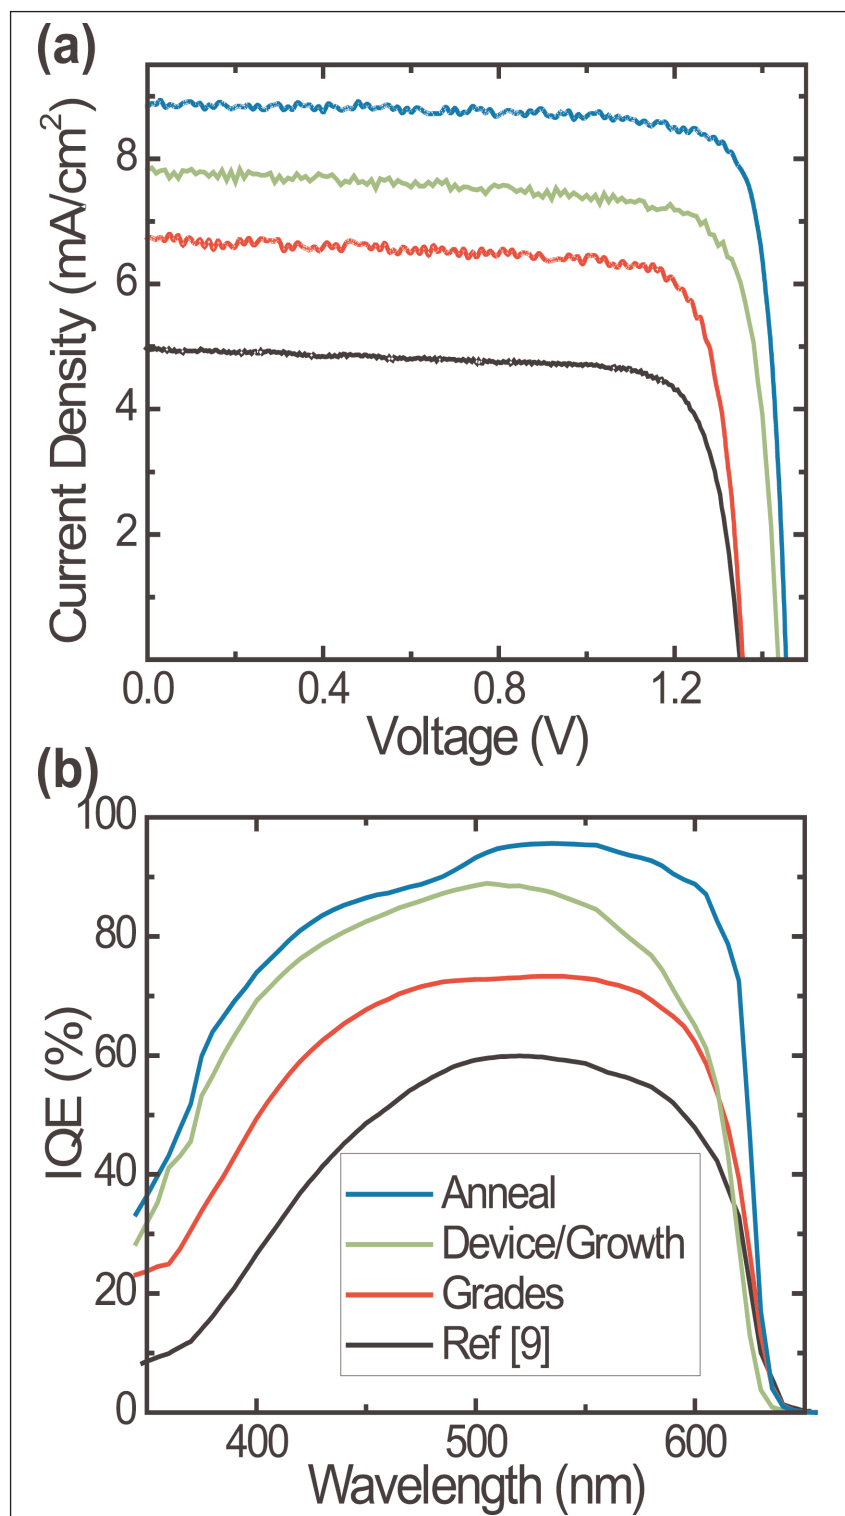 (a)
Current Density (mA/cm²)
8
6
4
2
0.0 0.4 0.8 1.2
Voltage (V)
(b)
IQE (%)
100
80
60
40
20
0
Anneal
Device/Growth
Grades
Ref [9]
400 500 600
Wavelength (nm)